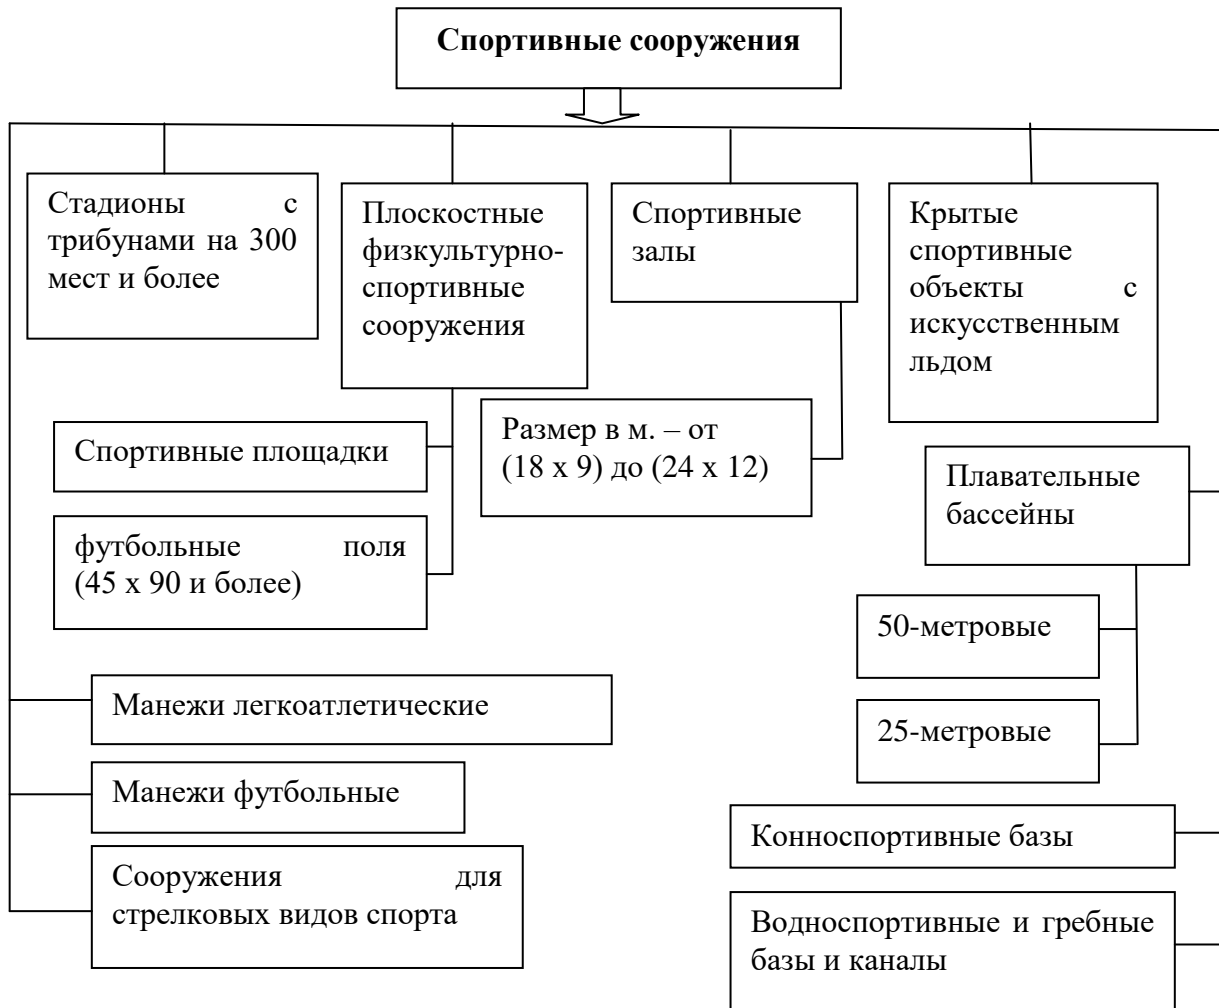 Спортивные сооружения
Стадионы с
трибунами на 300
мест и более
Плоскостные
физкультурно-
спортивные
сооружения
Спортивные
залы
Крытые
спортивные
объекты с
искусственным
льдом
Спортивные площадки
футбольные поля
(45 х 90 и более)
Размер в м. – от
(18 х 9) до (24 х 12)
Плавательные
бассейны
50-метровые
25-метровые
Манежи легкоатлетические
Манежи футбольные
Сооружения для
стрелковых видов спорта
Конноспортивные базы
Водноспортивные и гребные
базы и каналы